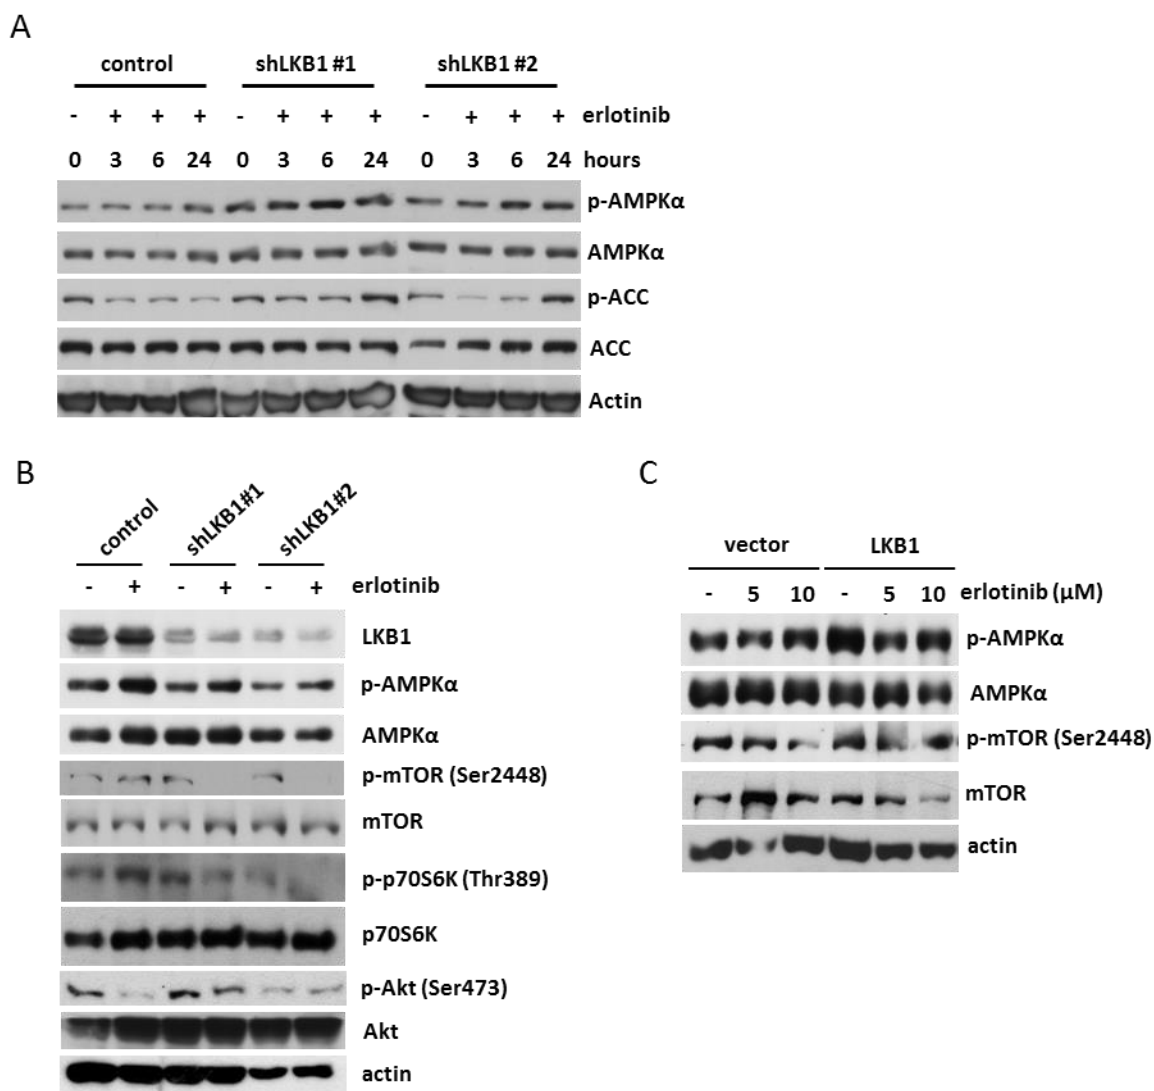 A
control shLKB1 #1 shLKB1 #2
- + + + - + + + - + + + erlotinib
0 3 6 24 0 3 6 24 0 3 6 24 hours
p-AMPKα
AMPKα
p-ACC
ACC
Actin
B
control shLKB1#1 shLKB1#2
- + - + - + erlotinib
LKB1
p-AMPKα
AMPKα
p-mTOR (Ser2448)
mTOR
p-p70S6K (Thr389)
p70S6K
p-Akt (Ser473)
Akt
actin
C
vector LKB1
- 5 10 - 5 10 erlotinib (µM)
p-AMPKα
AMPKα
p-mTOR (Ser2448)
mTOR
actin